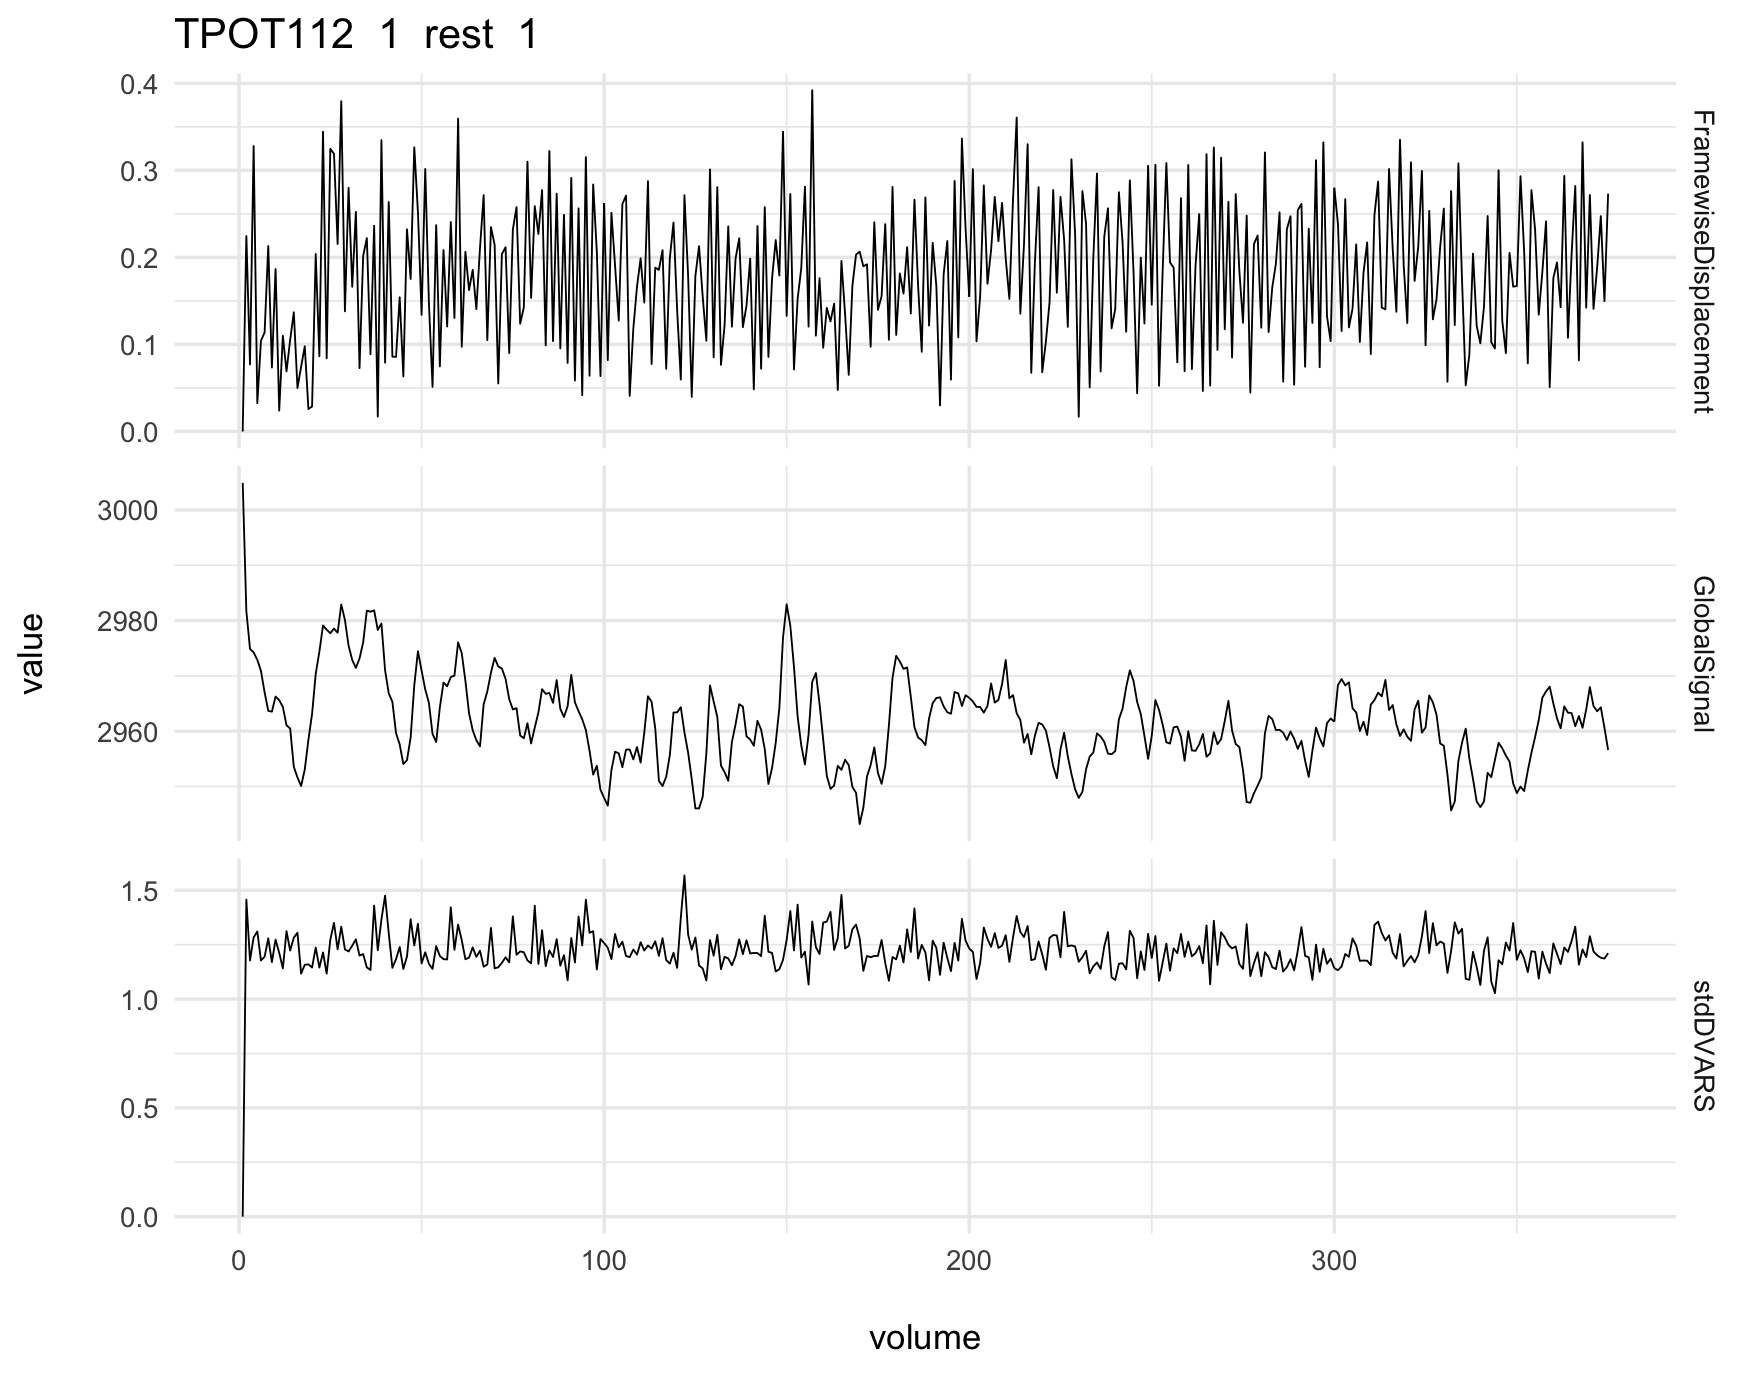 TPOT112 1 rest 1
0.4
0.3
0.2
0.1
0.0
FramewiseDisplacement
3000
2980
2960
GlobalSignal
value
1.5
1.0
0.5
0.0
stdDVARS
0 100 200 300
volume